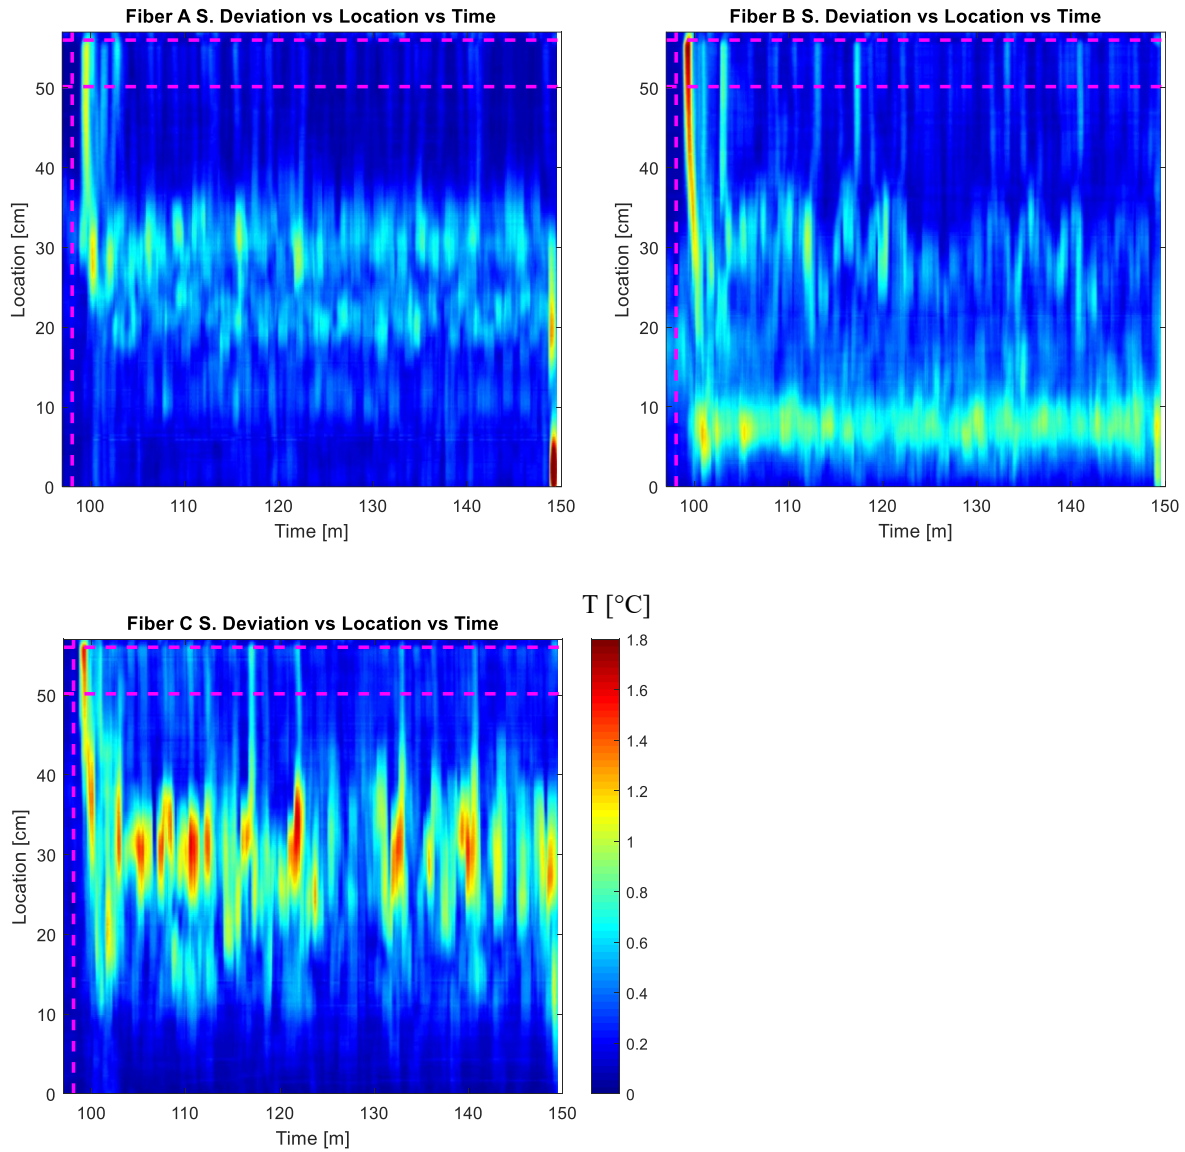 Fiber A S. Deviation vs Location vs Time
50
40
30
20
10
0
Location [cm]
100 110 120 130 140 150
Time [m]
Fiber B S. Deviation vs Location vs Time
50
40
30
20
10
0
Location [cm]
100 110 120 130 140 150
Time [m]
Fiber C S. Deviation vs Location vs Time
50
40
30
20
10
0
Location [cm]
100 110 120 130 140 150
Time [m]
T [°C]
1.8
1.6
1.4
1.2
1
0.8
0.6
0.4
0.2
0